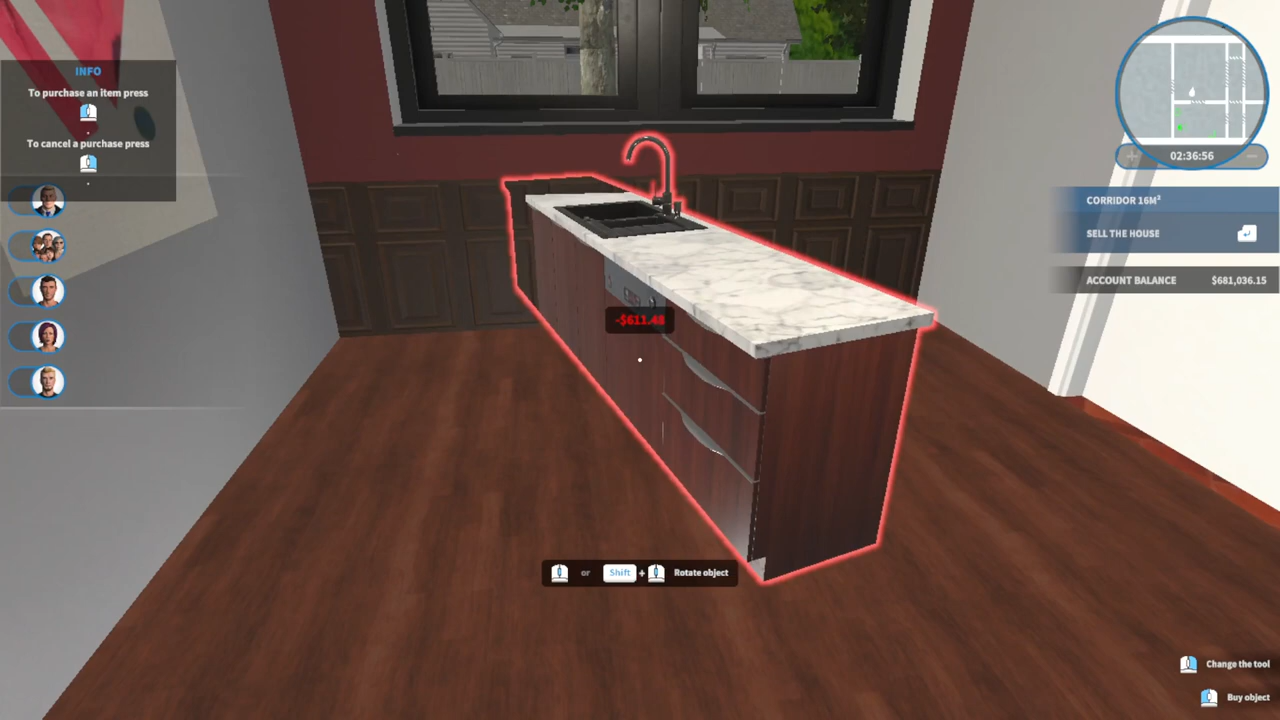 INFO
To purchase an item press
To cancel a purchase press
02:36:56
CORRIDOR 16M²
SELL THE HOUSE
ACCOUNT BALANCE $681,036.15
-$611.48
or Shift + Rotate object
Change the tool
Buy object